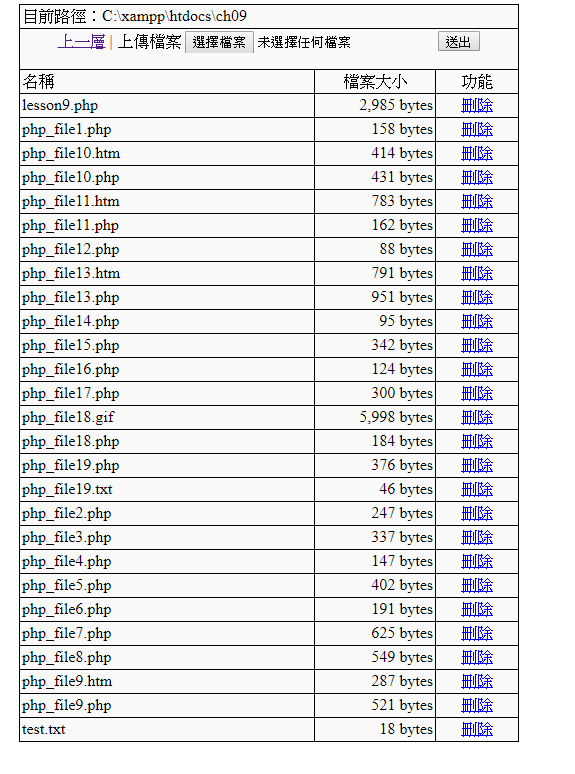 目前路徑：C:\xampp\htdocs\ch09
上一層 | 上傳檔案 選擇檔案 未選擇任何檔案 送出
名稱 檔案大小 功能
lesson9.php 2,985 bytes 刪除
php_file1.php 158 bytes 刪除
php_file10.htm 414 bytes 刪除
php_file10.php 431 bytes 刪除
php_file11.htm 783 bytes 刪除
php_file11.php 162 bytes 刪除
php_file12.php 88 bytes 刪除
php_file13.htm 791 bytes 刪除
php_file13.php 951 bytes 刪除
php_file14.php 95 bytes 刪除
php_file15.php 342 bytes 刪除
php_file16.php 124 bytes 刪除
php_file17.php 300 bytes 刪除
php_file18.gif 5,998 bytes 刪除
php_file18.php 184 bytes 刪除
php_file19.php 376 bytes 刪除
php_file19.txt 46 bytes 刪除
php_file2.php 247 bytes 刪除
php_file3.php 337 bytes 刪除
php_file4.php 147 bytes 刪除
php_file5.php 402 bytes 刪除
php_file6.php 191 bytes 刪除
php_file7.php 625 bytes 刪除
php_file8.php 549 bytes 刪除
php_file9.htm 287 bytes 刪除
php_file9.php 521 bytes 刪除
test.txt 18 bytes 刪除